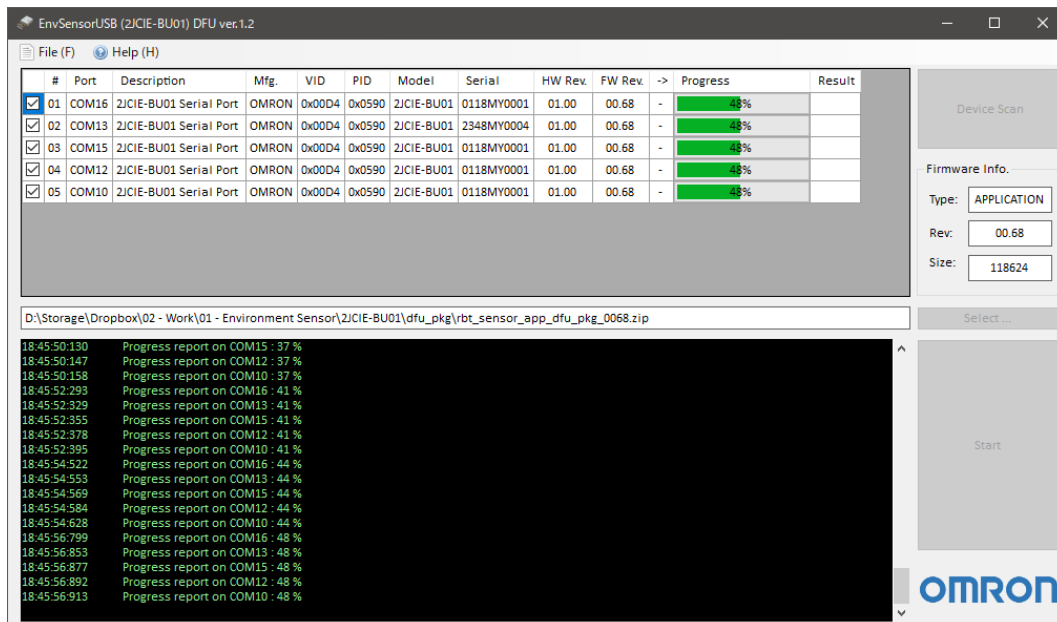 EnvSensorUSB (2JCIE-BU01) DFU ver.1.2
File (F) Help (H)
# Port Description Mfg. VID PID Model Serial HW Rev. FW Rev. -> Progress Result
01 COM16 2JCIE-BU01 Serial Port OMRON 0x00D4 0x0590 2JCIE-BU01 0118MY0001 01.00 00.68 - 48%
02 COM13 2JCIE-BU01 Serial Port OMRON 0x00D4 0x0590 2JCIE-BU01 2348MY0004 01.00 00.68 - 48%
03 COM15 2JCIE-BU01 Serial Port OMRON 0x00D4 0x0590 2JCIE-BU01 0118MY0001 01.00 00.68 - 48%
04 COM12 2JCIE-BU01 Serial Port OMRON 0x00D4 0x0590 2JCIE-BU01 0118MY0001 01.00 00.68 - 48%
05 COM10 2JCIE-BU01 Serial Port OMRON 0x00D4 0x0590 2JCIE-BU01 0118MY0001 01.00 00.68 - 48%
Device Scan
Firmware Info.
Type: APPLICATION
Rev: 00.68
Size: 118624
D:\Storage\Dropbox\02 - Work\01 - Environment Sensor\2JCIE-BU01\dfu_pkg\rbt_sensor_app_dfu_pkg_0068.zip
Select ...
18:45:50:130 Progress report on COM15 : 37 %
18:45:50:147 Progress report on COM12 : 37 %
18:45:50:158 Progress report on COM10 : 37 %
18:45:52:293 Progress report on COM16 : 41 %
18:45:52:329 Progress report on COM13 : 41 %
18:45:52:355 Progress report on COM15 : 41 %
18:45:52:378 Progress report on COM12 : 41 %
18:45:52:395 Progress report on COM10 : 41 %
18:45:54:522 Progress report on COM16 : 44 %
18:45:54:553 Progress report on COM13 : 44 %
18:45:54:569 Progress report on COM15 : 44 %
18:45:54:584 Progress report on COM12 : 44 %
18:45:54:628 Progress report on COM10 : 44 %
18:45:56:799 Progress report on COM16 : 48 %
18:45:56:853 Progress report on COM13 : 48 %
18:45:56:877 Progress report on COM15 : 48 %
18:45:56:892 Progress report on COM12 : 48 %
18:45:56:913 Progress report on COM10 : 48 %
Start
OMRON